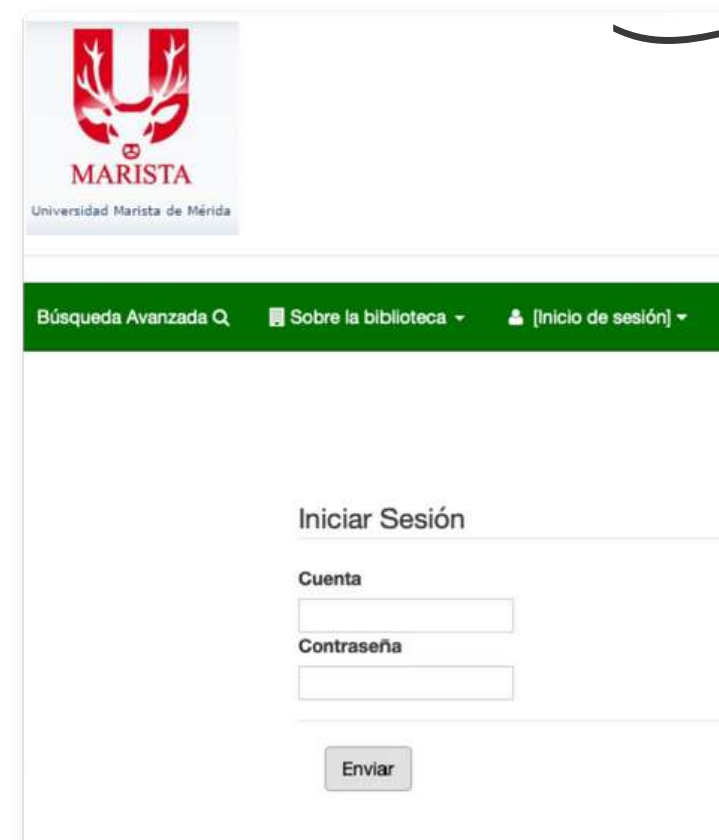 MARISTA
Universidad Marista de Mérida
Búsqueda Avanzada Sobre la biblioteca [Inicio de sesión]
Iniciar Sesión
Cuenta
Contraseña
Enviar